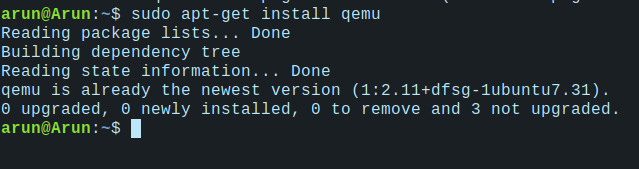 arun@Arun:~$ sudo apt-get install qemu
Reading package lists... Done
Building dependency tree
Reading state information... Done
qemu is already the newest version (1:2.11+dfsg-1ubuntu7.31).
0 upgraded, 0 newly installed, 0 to remove and 3 not upgraded.
arun@Arun:~$